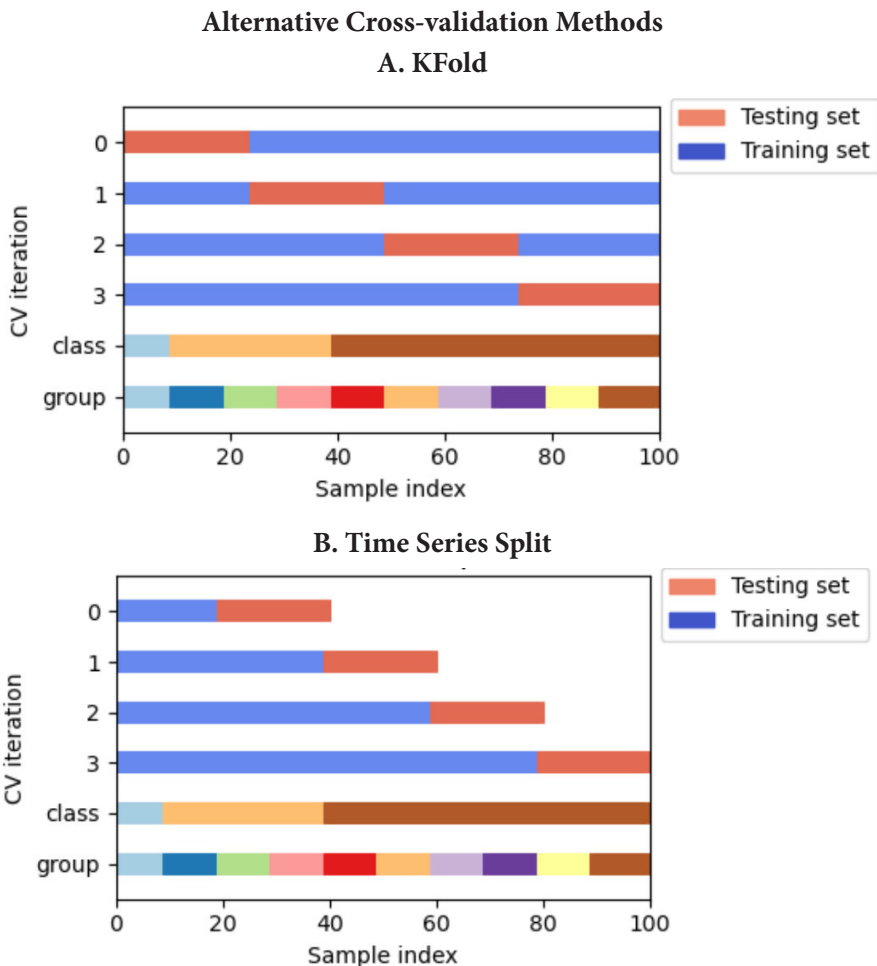 Alternative Cross-validation Methods
A. KFold
Testing set
Training set
CV iteration
0
1
2
3
class
group
0 20 40 60 80 100
Sample index
B. Time Series Split
Testing set
Training set
CV iteration
0
1
2
3
class
group
0 20 40 60 80 100
Sample index